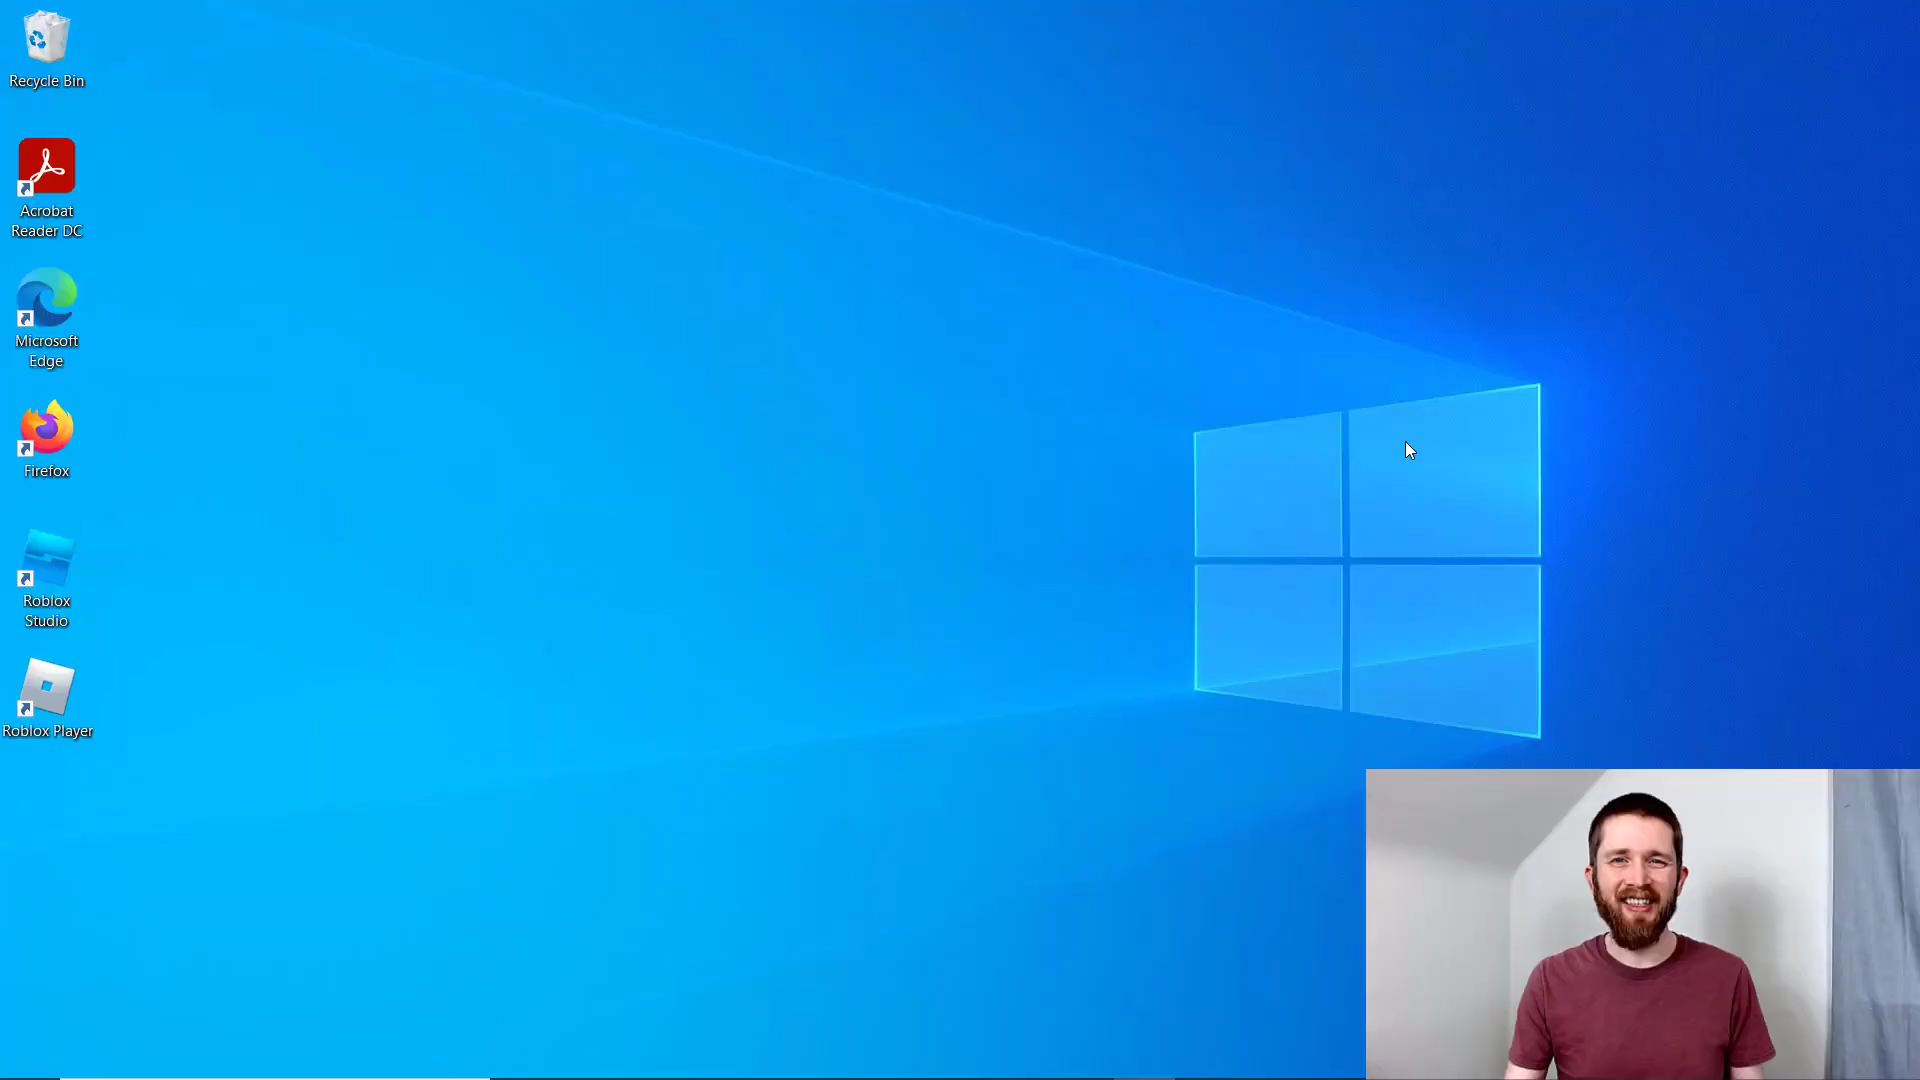 Recycle Bin
Acrobat
Reader DC
Microsoft
Edge
Firefox
Roblox
Studio
Roblox Player